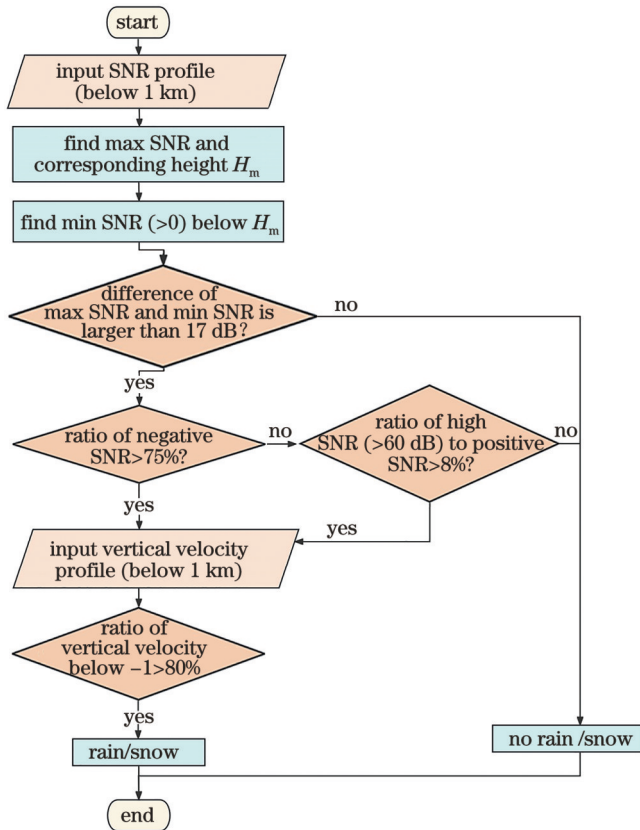 start
input SNR profile
(below 1 km)
find max SNR and
corresponding height Hm
find min SNR (>0) below Hm
difference of
max SNR and min SNR is
larger than 17 dB?
no
yes
ratio of negative
SNR>75%?
no
ratio of high
SNR (>60 dB) to positive
SNR>8%?
no
yes
yes
input vertical velocity
profile (below 1 km)
ratio of
vertical velocity
below −1>80%
yes
rain/snow
no rain /snow
end